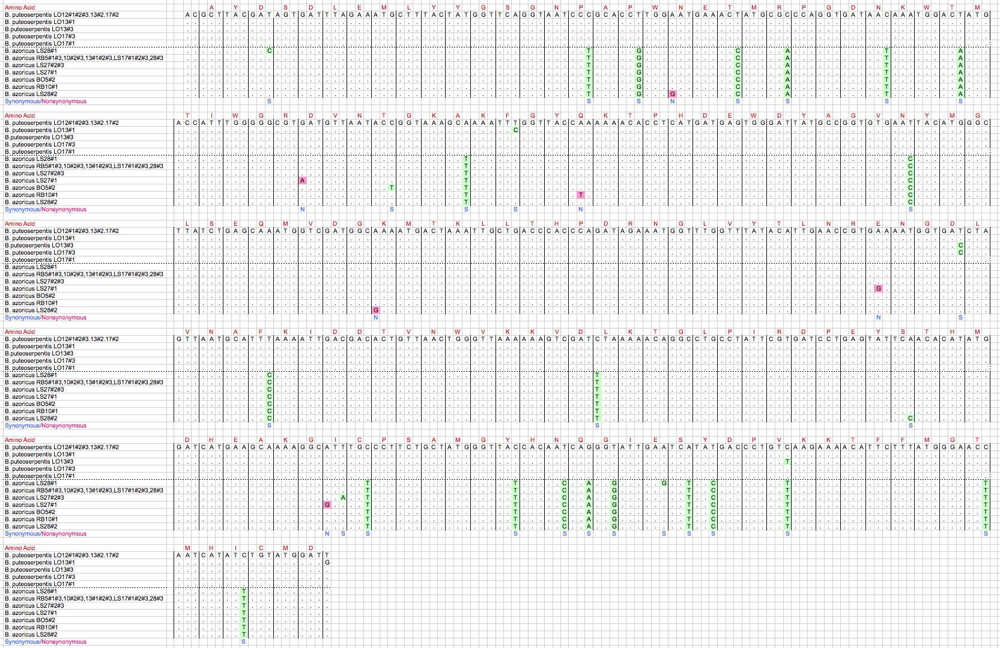 Amino Acid A Y D S D L E M L Y Y G S G N P A P W N E T M R P G D N K W T M
B. puteoserpentis LO12#1#2#3.13#2.17#2 A C G C T T A C G A T A G T G A T T T A G A A A T G C T T T A C T A T G G T T C A G G T A A T C C C G C A C C T T G G A A T G A A A C T A T G C G C C C A G G T G A T A A C A A A T G G A C T A T G
B. puteoserpentis LO13#1
B.puteoserpentis LO13#3
B. puteoserpentis LO17#3
B. puteoserpentis LO17#1
B. azoricus LS28#1 C T G C A T A
B. azoricus RB5#1#3,10#2#3,13#1#2#3,LS17#1#2#3,28#3 T G C A T A
B. azoricus LS27#2#3 T G C A T A
B. azoricus LS27#1 T G C A T A
B. azoricus BO5#2 T G C A T A
B. azoricus RB10#1 T G C A T A
B. azoricus LS28#2 T G G C A T A
Synonymous/Nonsynonymous S S S N S S S S
Amino Acid T I W G R D V N T G K A K F G Y Q K T P H D E W D Y A G V N Y M G
B. puteoserpentis LO12#1#2#3.13#2.17#2 A C C A T T T G G G G G C G T G A T G T T A A T A C C G G T A A A G C A A A A T T T G G T T A C C A A A A A A C A C C T C A T G A T G A G T G G G A T T A T G C C G G T G T G A A T T A C A T G G G C
B. puteoserpentis LO13#1 C
B.puteoserpentis LO13#3
B. puteoserpentis LO17#3
B. puteoserpentis LO17#1
B. azoricus LS28#1 T C
B. azoricus RB5#1#3,10#2#3,13#1#2#3,LS17#1#2#3,28#3 T C
B. azoricus LS27#2#3 T C
B. azoricus LS27#1 A T C
B. azoricus BO5#2 T T C
B. azoricus RB10#1 T T C
B. azoricus LS28#2 T C
Synonymous/Nonsynonymous N S S S N S
Amino Acid L S E Q M V D G K M T K L L T H P D R N G L V Y T L N R E N G D L
B. puteoserpentis LO12#1#2#3.13#2.17#2 T T A T C T G A G C A A A T G G T C G A T G G C A A A A T G A C T A A A T T G C T G A C C C A C C C A G A T A G A A A T G G T T T G G T T T A T A C A T T G A A C C G T G A A A A T G G T G A T C T A
B. puteoserpentis LO13#1
B.puteoserpentis LO13#3 C
B. puteoserpentis LO17#3 C
B. puteoserpentis LO17#1
B. azoricus LS28#1
B. azoricus RB5#1#3,10#2#3,13#1#2#3,LS17#1#2#3,28#3
B. azoricus LS27#2#3
B. azoricus LS27#1 G
B. azoricus BO5#2
B. azoricus RB10#1
B. azoricus LS28#2 G
Synonymous/Nonsynonymous N N S
Amino Acid V N A F K I D D T V N W V K K V D L K T G L P I R D P E Y S T H M
B. puteoserpentis LO12#1#2#3.13#2.17#2 G T T A A T G C A T T T A A A A T T G A C G A C A C T G T T A A C T G G G T T A A A A A A G T C G A T C T A A A A A C A G G C C T G C C T A T T C G T G A T C C T G A G T A T T C A A C A C A T A T G
B. puteoserpentis LO13#1
B.puteoserpentis LO13#3
B. puteoserpentis LO17#3
B. puteoserpentis LO17#1
B. azoricus LS28#1 C T
B. azoricus RB5#1#3,10#2#3,13#1#2#3,LS17#1#2#3,28#3 C T
B. azoricus LS27#2#3 C T
B. azoricus LS27#1 C T
B. azoricus BO5#2 C T
B. azoricus RB10#1 C T
B. azoricus LS28#2 C T C
Synonymous/Nonsynonymous S S S
Amino Acid D H E A K G I C P S A M G Y H N Q G I E S Y D P V K K T F F M G T
B. puteoserpentis LO12#1#2#3.13#2.17#2 G A T C A T G A A G C A A A A G G C A T T T G C C C T T C T G C T A T G G G T T A C C A C A A T C A G G G T A T T G A A T C A T A T G A C C C T G T C A A G A A A A C A T T C T T T A T G G G A A C C
B. puteoserpentis LO13#1
B.puteoserpentis LO13#3 T
B. puteoserpentis LO17#3
B. puteoserpentis LO17#1
B. azoricus LS28#1 T T C A G G T C T T
B. azoricus RB5#1#3,10#2#3,13#1#2#3,LS17#1#2#3,28#3 T T C A G T C T T
B. azoricus LS27#2#3 A T T C A G T C T T
B. azoricus LS27#1 G T T C A G T C T T
B. azoricus BO5#2 T T C A G T C T T
B. azoricus RB10#1 T T C A G T C T T
B. azoricus LS28#2 T T C A G T C T T
Synonymous/Nonsynonymous N S S S S S S S S S S S
Amino Acid M H I C M D
B. puteoserpentis LO12#1#2#3.13#2.17#2 A A T C A T A T C T G T A T G G A T T
B. puteoserpentis LO13#1 G
B.puteoserpentis LO13#3
B. puteoserpentis LO17#3
B. puteoserpentis LO17#1
B. azoricus LS28#1 T
B. azoricus RB5#1#3,10#2#3,13#1#2#3,LS17#1#2#3,28#3 T
B. azoricus LS27#2#3 T
B. azoricus LS27#1 T
B. azoricus BO5#2 T
B. azoricus RB10#1 T
B. azoricus LS28#2 T
Synonymous/Nonsynonymous S